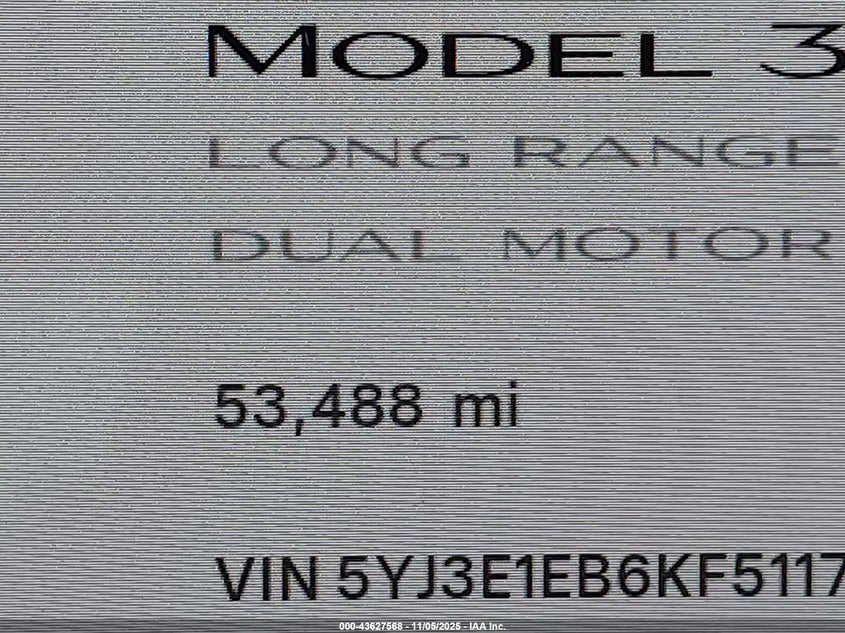 MODEL 3
LONG RANGE
DUAL MOTOR
53,488 mi
VIN 5YJ3E1EB6KF5117
000-43627568 - 11/05/2025 - IAA Inc.